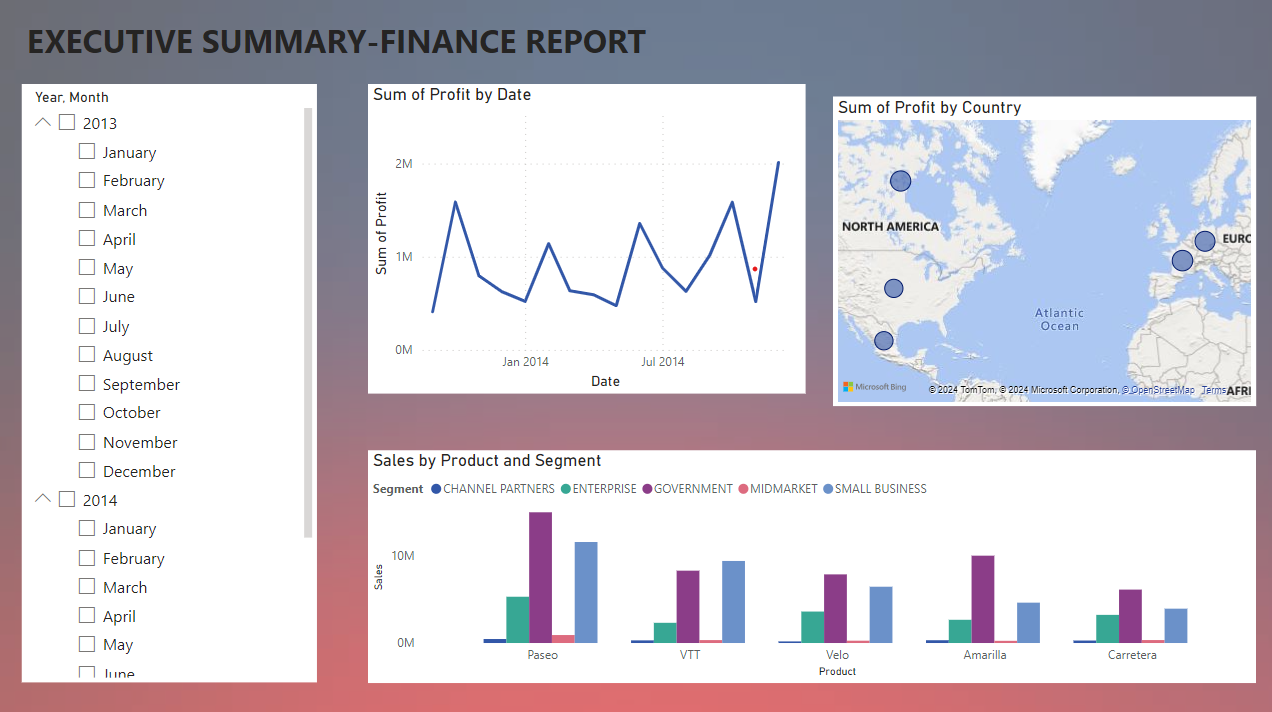 EXECUTIVE SUMMARY-FINANCE REPORT
Year, Month
2013
January
February
March
April
May
June
July
August
September
October
November
December
2014
January
February
March
April
May
June
Sum of Profit by Date
Sum of Profit
2M
1M
0M
Jan 2014 Jul 2014
Date
Sum of Profit by Country
NORTH AMERICA
EURO
Atlantic
Ocean
Microsoft Bing
© 2024 TomTom, © 2024 Microsoft Corporation, © OpenStreetMap Terms
AFRI
Sales by Product and Segment
Segment CHANNEL PARTNERS ENTERPRISE GOVERNMENT MIDMARKET SMALL BUSINESS
Sales
10M
0M
Paseo VTT Velo Amarilla Carretera
Product